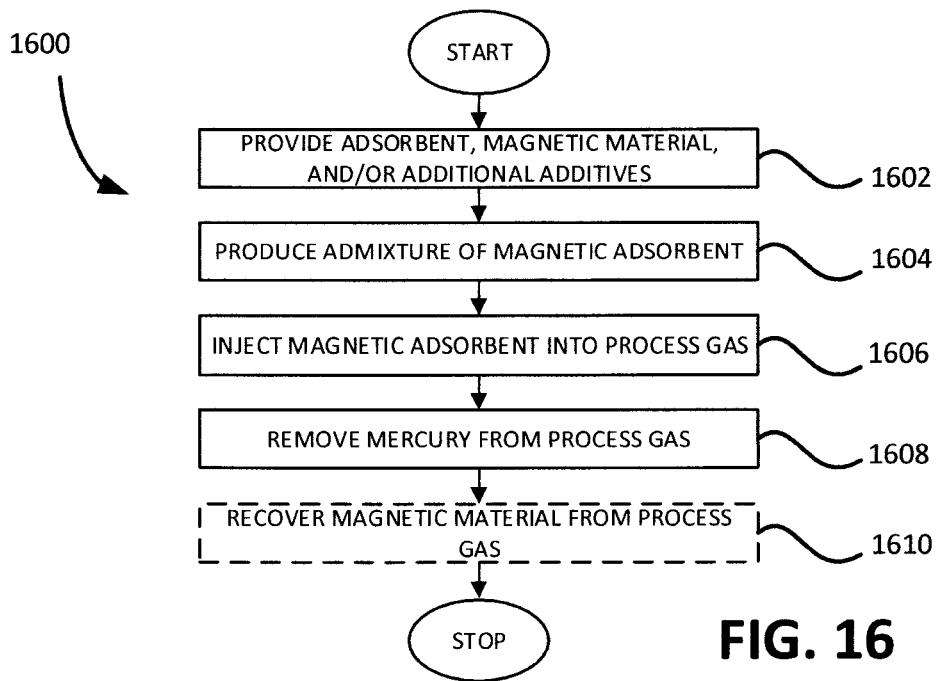 1600
START
PROVIDE ADSORBENT, MAGNETIC MATERIAL,
AND/OR ADDITIONAL ADDITIVES
1602
PRODUCE ADMIXTURE OF MAGNETIC ADSORBENT
1604
INJECT MAGNETIC ADSORBENT INTO PROCESS GAS
1606
REMOVE MERCURY FROM PROCESS GAS
1608
RECOVER MAGNETIC MATERIAL FROM PROCESS
GAS
1610
STOP
FIG. 16